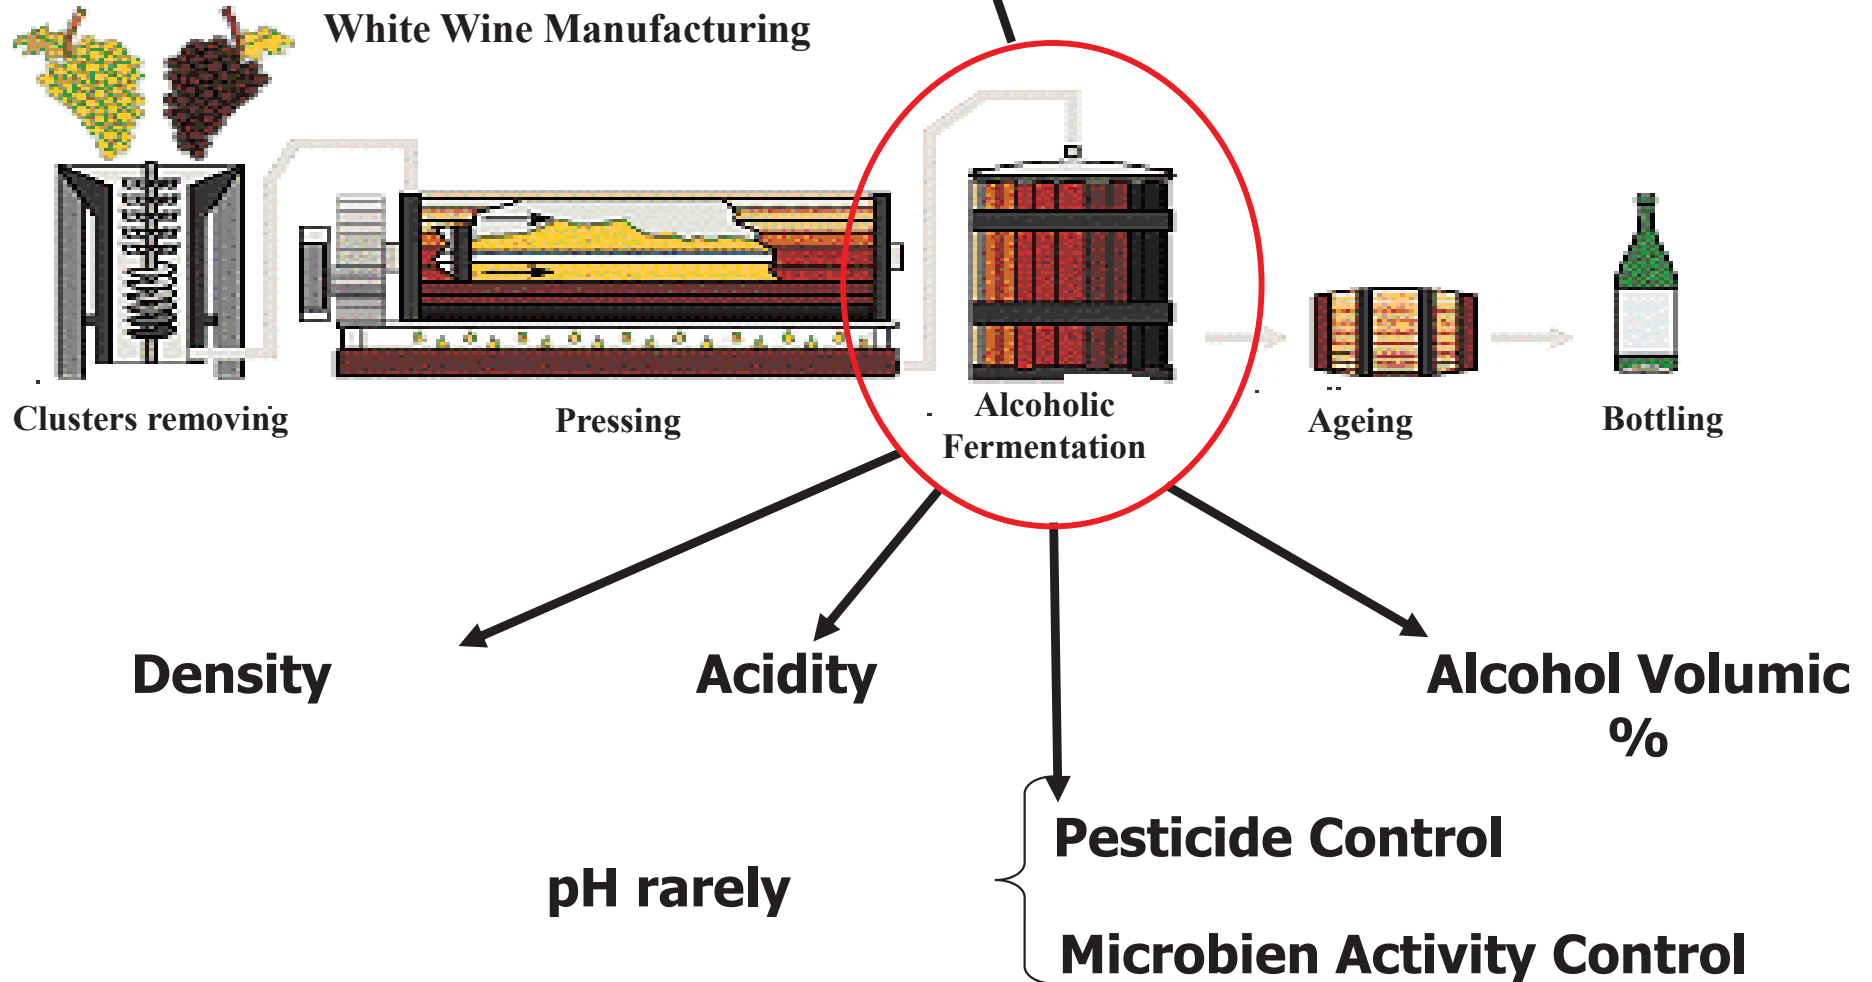 White Wine Manufacturing
Clusters removing
Pressing
Alcoholic
Fermentation
Ageing
Bottling
Density
Acidity
Alcohol Volumic
%
Pesticide Control
pH rarely
Microbien Activity Control